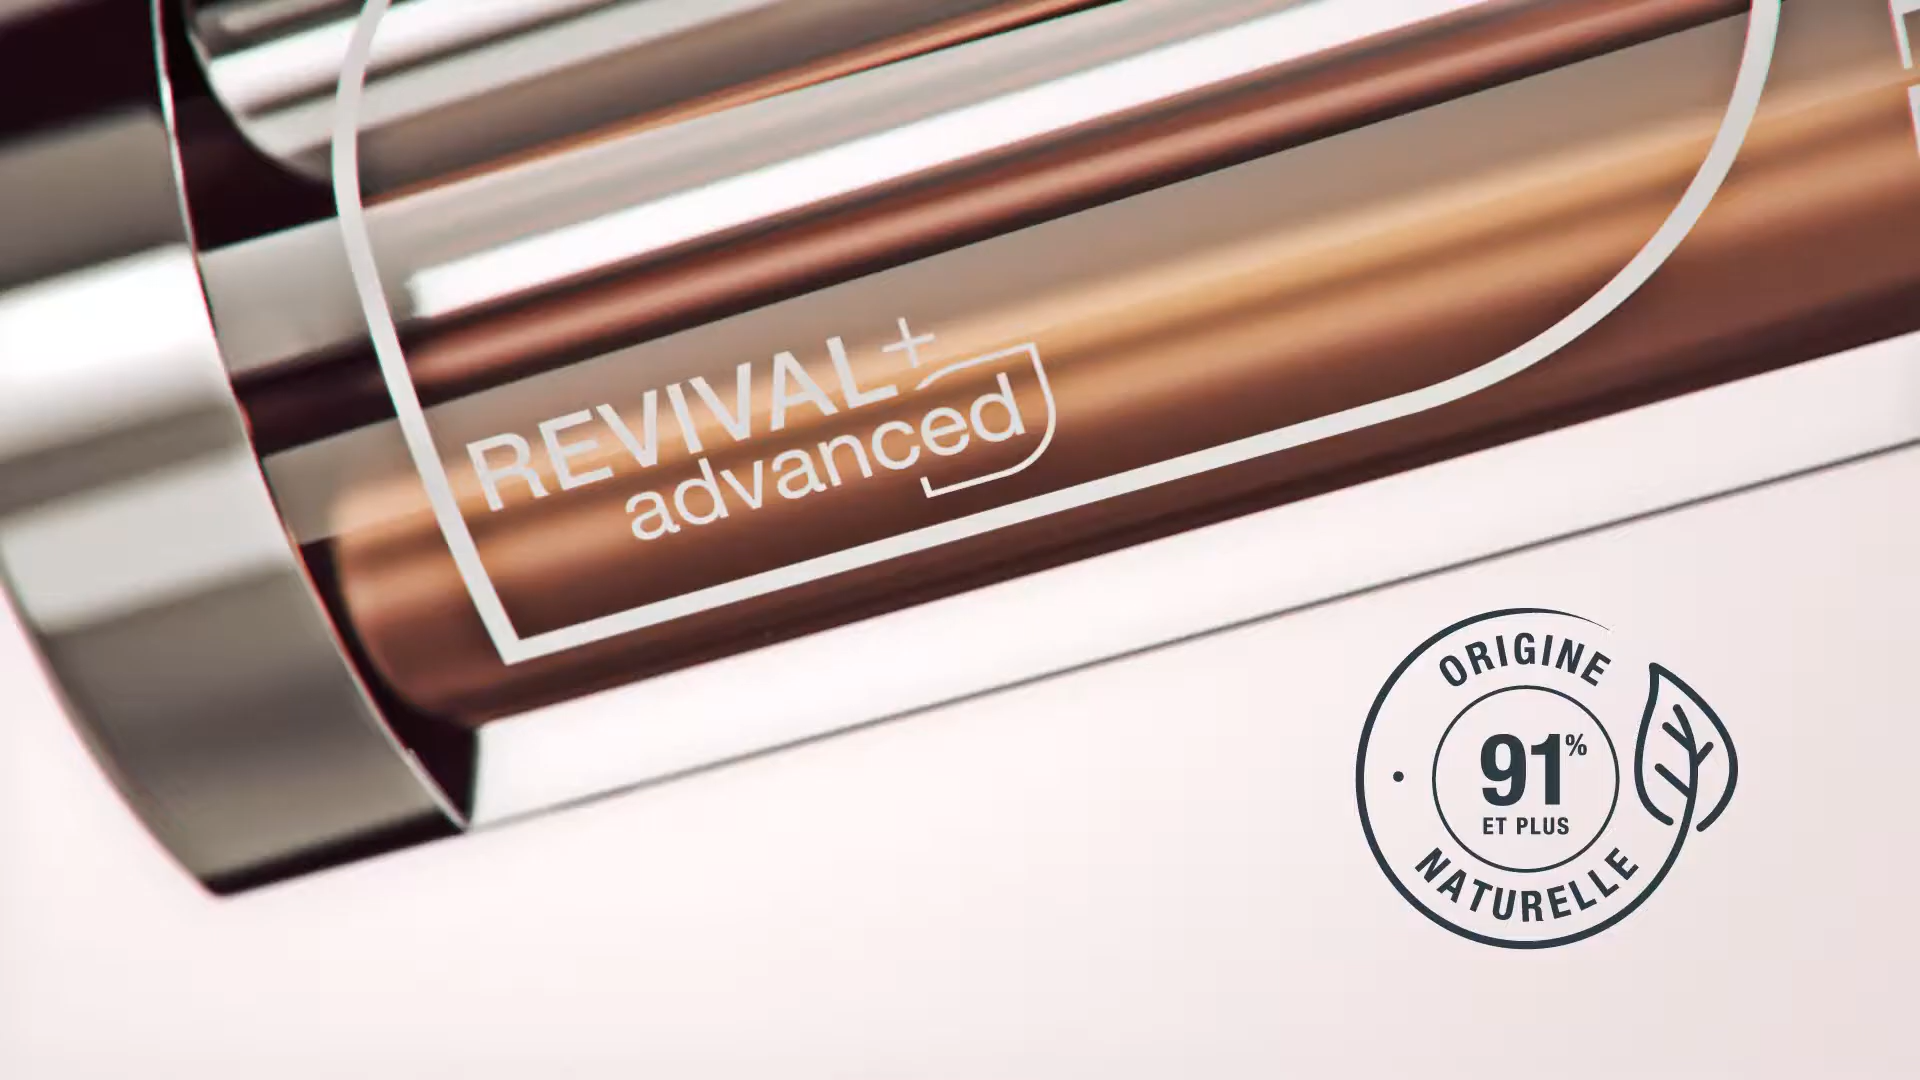 REVIVAL+
advanced
ORIGINE
91%
ET PLUS
NATURELLE